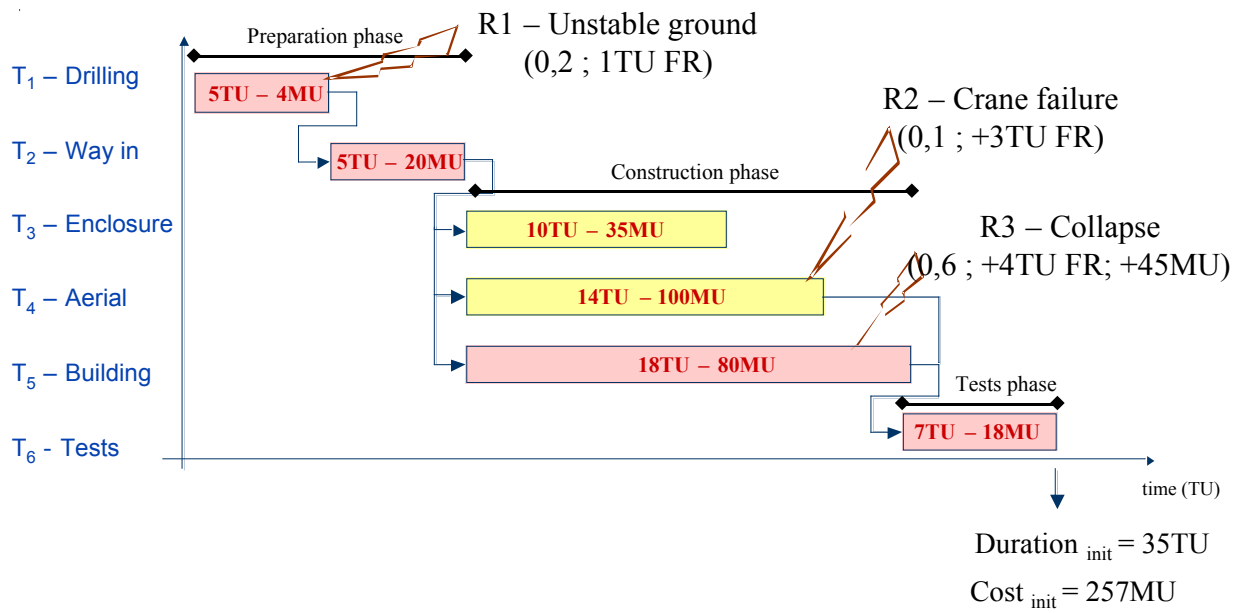 Preparation phase
R1 – Unstable ground
(0,2 ; 1TU FR)
T1 – Drilling
5TU – 4MU
R2 – Crane failure
(0,1 ; +3TU FR)
T2 – Way in
5TU – 20MU
Construction phase
T3 – Enclosure
10TU – 35MU
R3 – Collapse
(0,6 ; +4TU FR; +45MU)
T4 – Aerial
14TU – 100MU
T5 – Building
18TU – 80MU
Tests phase
T6 - Tests
7TU – 18MU
time (TU)
Duration init = 35TU
Cost init = 257MU